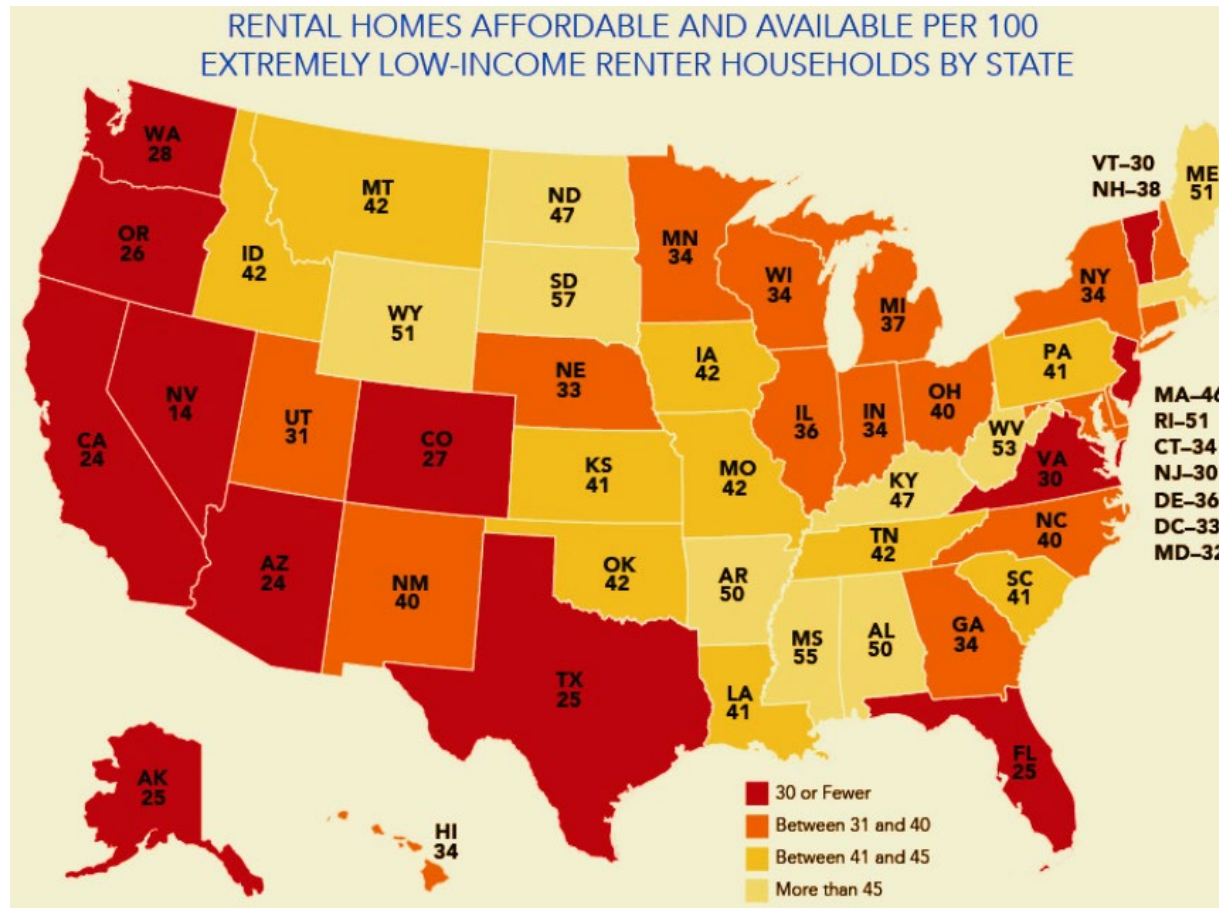 RENTAL HOMES AFFORDABLE AND AVAILABLE PER 100
EXTREMELY LOW-INCOME RENTER HOUSEHOLDS BY STATE
WA
28
OR
26
CA
24
NV
14
ID
42
MT
42
WY
51
UT
31
CO
27
AZ
24
NM
40
ND
47
SD
57
NE
33
KS
41
OK
42
TX
25
MN
34
IA
42
MO
42
AR
50
LA
41
WI
34
IL
36
MI
37
IN
34
OH
40
KY
47
TN
42
MS
55
AL
50
GA
34
FL
25
SC
41
NC
40
VA
30
WV
53
PA
41
NY
34
VT–30
NH–38
ME
51
MA–46
RI–51
CT–34
NJ–30
DE–36
DC–33
MD–32
AK
25
HI
34
30 or Fewer
Between 31 and 40
Between 41 and 45
More than 45